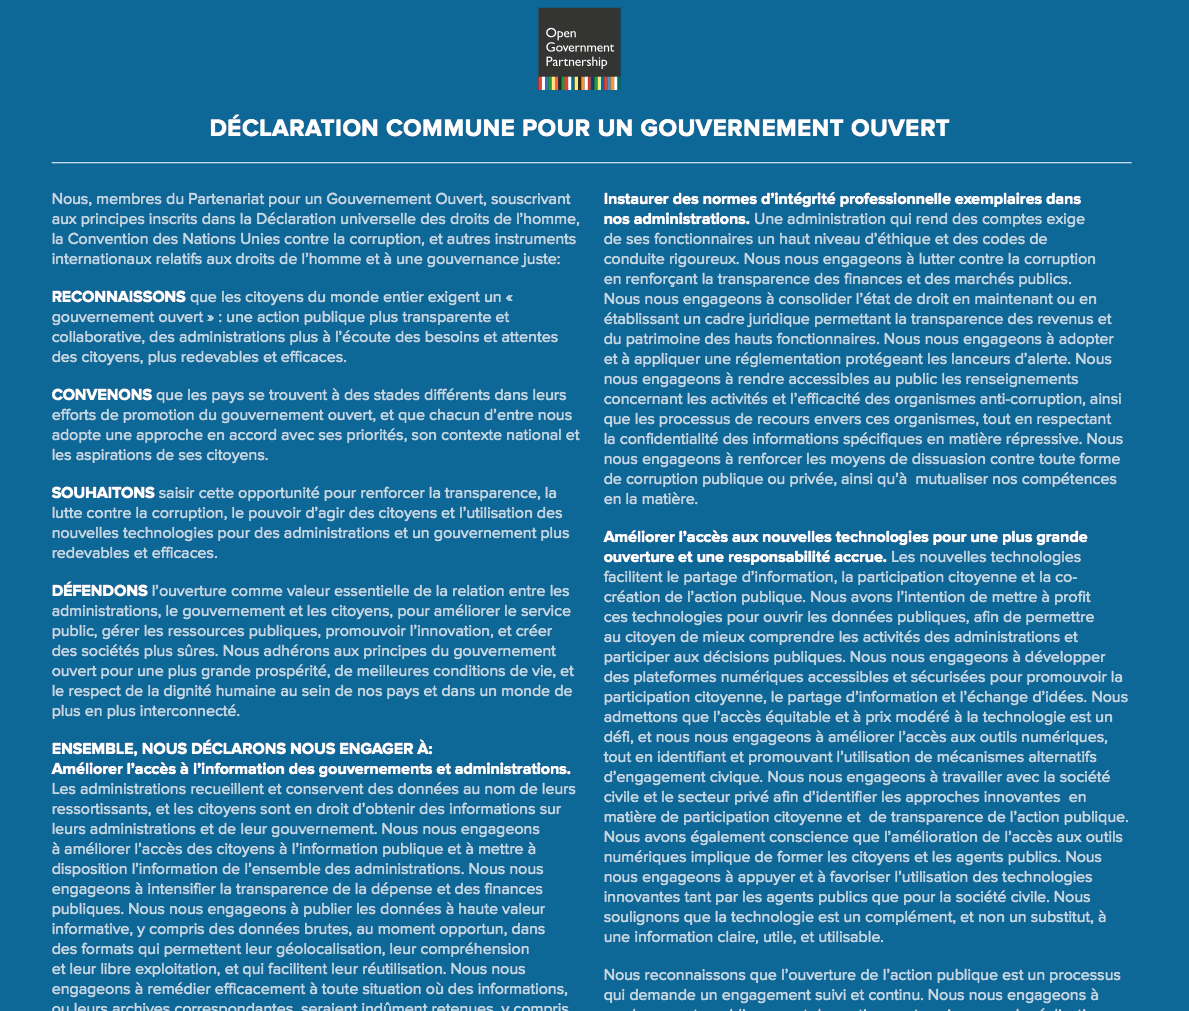 Open
Government
Partnership
DÉCLARATION COMMUNE POUR UN GOUVERNEMENT OUVERT
Nous, membres du Partenariat pour un Gouvernement Ouvert, souscrivant
aux principes inscrits dans la Déclaration universelle des droits de l'homme,
la Convention des Nations Unies contre la corruption, et autres instruments
internationaux relatifs aux droits de l'homme et à une gouvernance juste:
RECONNAISSONS que les citoyens du monde entier exigent un «
gouvernement ouvert » : une action publique plus transparente et
collaborative, des administrations plus à l'écoute des besoins et attentes
des citoyens, plus redevables et efficaces.
CONVENONS que les pays se trouvent à des stades différents dans leurs
efforts de promotion du gouvernement ouvert, et que chacun d'entre nous
adopte une approche en accord avec ses priorités, son contexte national et
les aspirations de ses citoyens.
SOUHAITONS saisir cette opportunité pour renforcer la transparence, la
lutte contre la corruption, le pouvoir d'agir des citoyens et l'utilisation des
nouvelles technologies pour des administrations et un gouvernement plus
redevables et efficaces.
DÉFENDONS l'ouverture comme valeur essentielle de la relation entre les
administrations, le gouvernement et les citoyens, pour améliorer le service
public, gérer les ressources publiques, promouvoir l'innovation, et créer
des sociétés plus sûres. Nous adhérons aux principes du gouvernement
ouvert pour une plus grande prospérité, de meilleures conditions de vie, et
le respect de la dignité humaine au sein de nos pays et dans un monde de
plus en plus interconnecté.
ENSEMBLE, NOUS DÉCLARONS NOUS ENGAGER À:
Améliorer l'accès à l'information des gouvernements et administrations.
Les administrations recueillent et conservent des données au nom de leurs
ressortissants, et les citoyens sont en droit d'obtenir des informations sur
leurs administrations et de leur gouvernement. Nous nous engageons
à améliorer l'accès des citoyens à l'information publique et à mettre à
disposition l'information de l'ensemble des administrations. Nous nous
engageons à intensifier la transparence de la dépense et des finances
publiques. Nous nous engageons à publier les données à haute valeur
informative, y compris des données brutes, au moment opportun, dans
des formats qui permettent leur géolocalisation, leur compréhension
et leur libre exploitation, et qui facilitent leur réutilisation. Nous nous
engageons à remédier efficacement à toute situation où des informations,
ou leurs archives correspondantes, seraient indûment retenues, y compris
Instaurer des normes d'intégrité professionnelle exemplaires dans
nos administrations. Une administration qui rend des comptes exige
de ses fonctionnaires un haut niveau d'éthique et des codes de
conduite rigoureux. Nous nous engageons à lutter contre la corruption
en renforçant la transparence des finances et des marchés publics.
Nous nous engageons à consolider l'état de droit en maintenant ou en
établissant un cadre juridique permettant la transparence des revenus et
du patrimoine des hauts fonctionnaires. Nous nous engageons à adopter
et à appliquer une réglementation protégeant les lanceurs d'alerte. Nous
nous engageons à rendre accessibles au public les renseignements
concernant les activités et l'efficacité des organismes anti-corruption, ainsi
que les processus de recours envers ces organismes, tout en respectant
la confidentialité des informations spécifiques en matière répressive. Nous
nous engageons à renforcer les moyens de dissuasion contre toute forme
de corruption publique ou privée, ainsi qu'à mutualiser nos compétences
en la matière.
Améliorer l'accès aux nouvelles technologies pour une plus grande
ouverture et une responsabilité accrue. Les nouvelles technologies
facilitent le partage d'information, la participation citoyenne et la co-
création de l'action publique. Nous avons l'intention de mettre à profit
ces technologies pour ouvrir les données publiques, afin de permettre
au citoyen de mieux comprendre les activités des administrations et
participer aux décisions publiques. Nous nous engageons à développer
des plateformes numériques accessibles et sécurisées pour promouvoir la
participation citoyenne, le partage d'information et l'échange d'idées. Nous
admettons que l'accès équitable et à prix modéré à la technologie est un
défi, et nous nous engageons à améliorer l'accès aux outils numériques,
tout en identifiant et promouvant l'utilisation de mécanismes alternatifs
d'engagement civique. Nous nous engageons à travailler avec la société
civile et le secteur privé afin d'identifier les approches innovantes en
matière de participation citoyenne et de transparence de l'action publique.
Nous avons également conscience que l'amélioration de l'accès aux outils
numériques implique de former les citoyens et les agents publics. Nous
nous engageons à appuyer et à favoriser l'utilisation des technologies
innovantes tant par les agents publics que pour la société civile. Nous
soulignons que la technologie est un complément, et non un substitut, à
une information claire, utile, et utilisable.
Nous reconnaissons que l'ouverture de l'action publique est un processus
qui demande un engagement suivi et continu. Nous nous engageons à